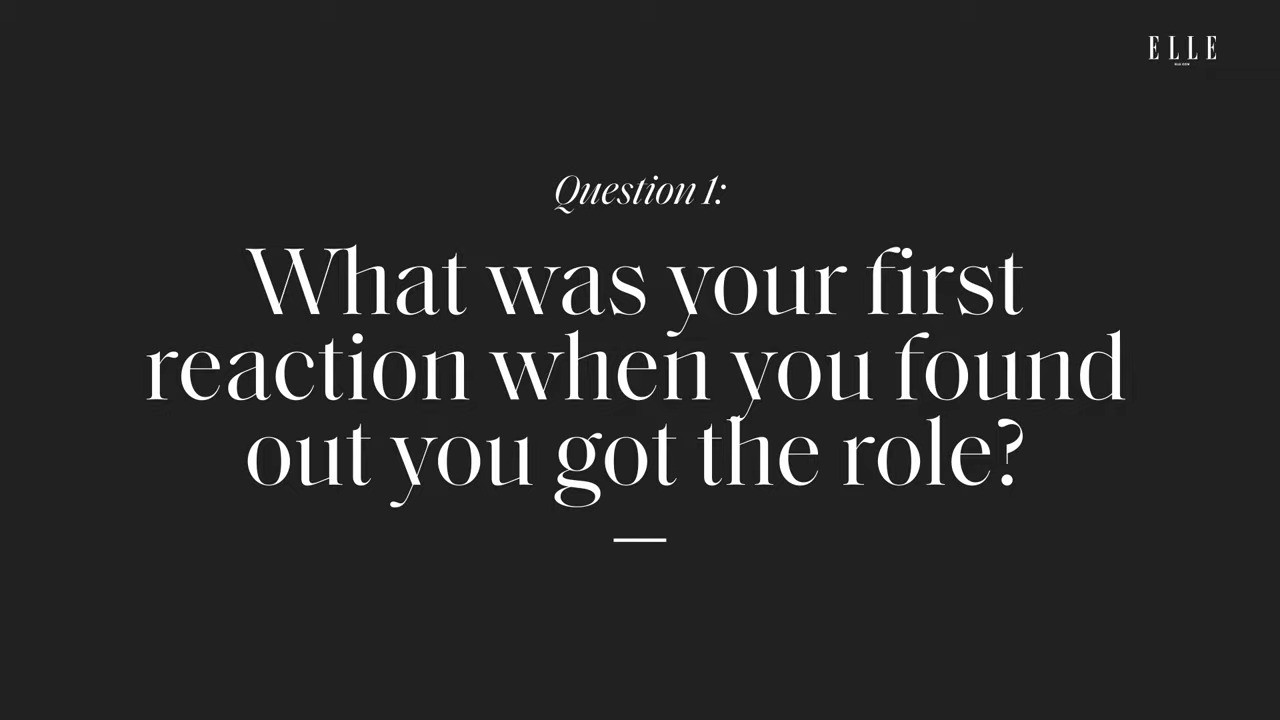 ELLE
Question 1:
What was your first
reaction when you found
out you got the role?